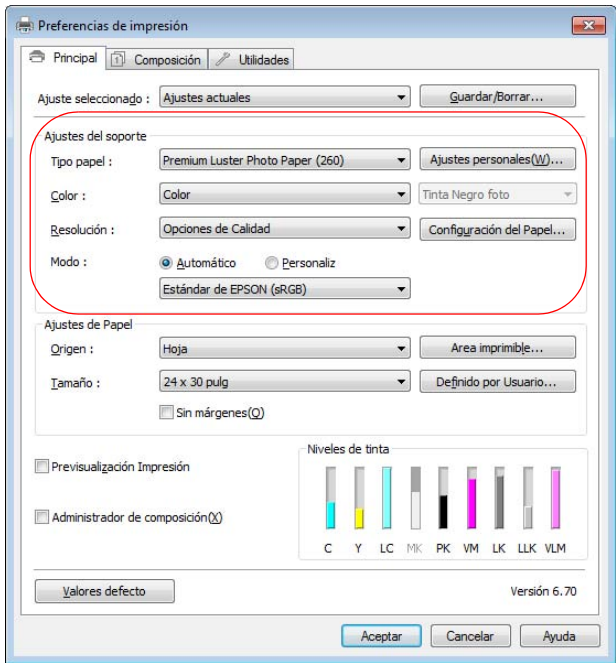 Preferencias de impresión
Principal Composición Utilidades
Ajuste seleccionado : Ajustes actuales Guardar/Borrar...
Ajustes del soporte
Tipo papel : Premium Luster Photo Paper (260) Ajustes personales(W)...
Color : Color Tinta Negro foto
Resolución : Opciones de Calidad Configuración del Papel...
Modo : Automático Personaliz
Estándar de EPSON (sRGB)
Ajustes de Papel
Origen : Hoja Area imprimible...
Tamaño : 24 x 30 pulg Definido por Usuario...
Sin márgenes(O)
Niveles de tinta
Previsualización Impresión
Administrador de composición(X)
C Y LC MK PK VM LK LLK VLM
Valores defecto Versión 6.70
Aceptar Cancelar Ayuda